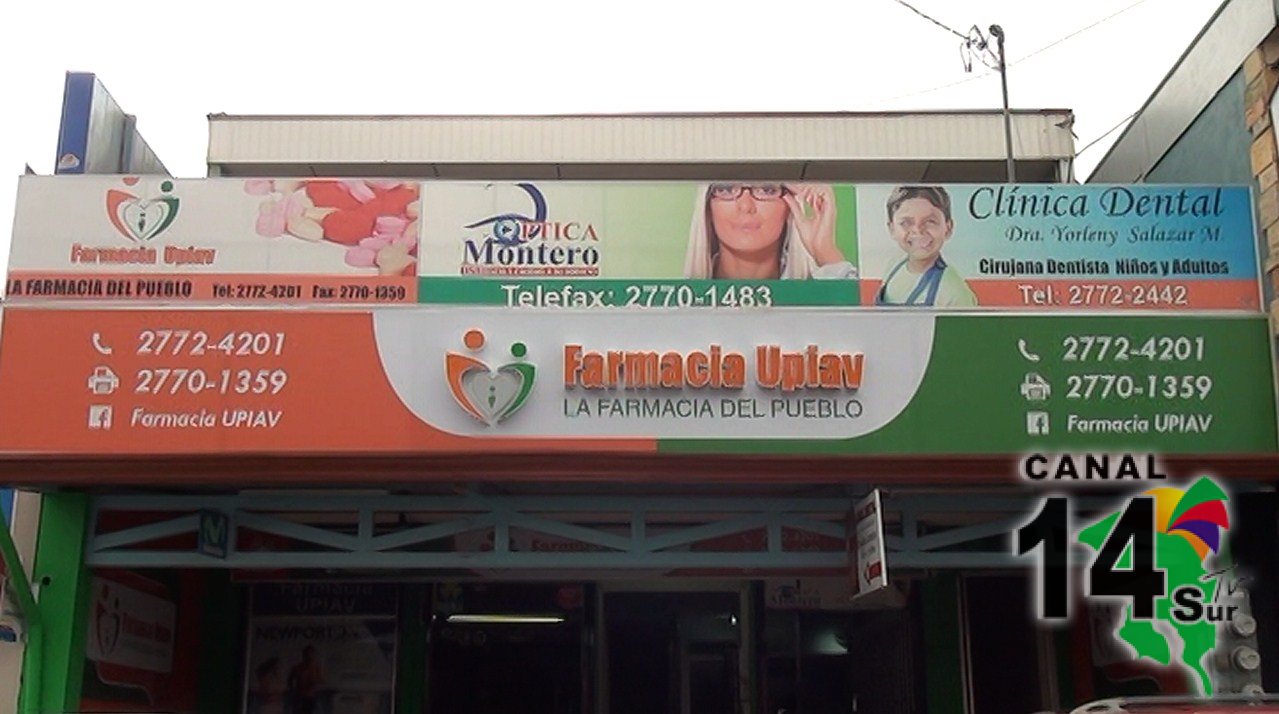 Farmacia Upiav
LA FARMACIA DEL PUEBLO Tel: 2772-4201 Fax: 2770-1359
OPTICA
Montero
Telefax: 2770-1483
Clínica Dental
Dra. Yorleny Salazar M.
Cirujana Dentista Niños y Adultos
Tel: 2772-2442
2772-4201
2770-1359
Farmacia UPIAV
Farmacia Upiav
LA FARMACIA DEL PUEBLO
2772-4201
2770-1359
Farmacia UPIAV
Farmacia
UPIAV
CANAL
14
Sur
TV